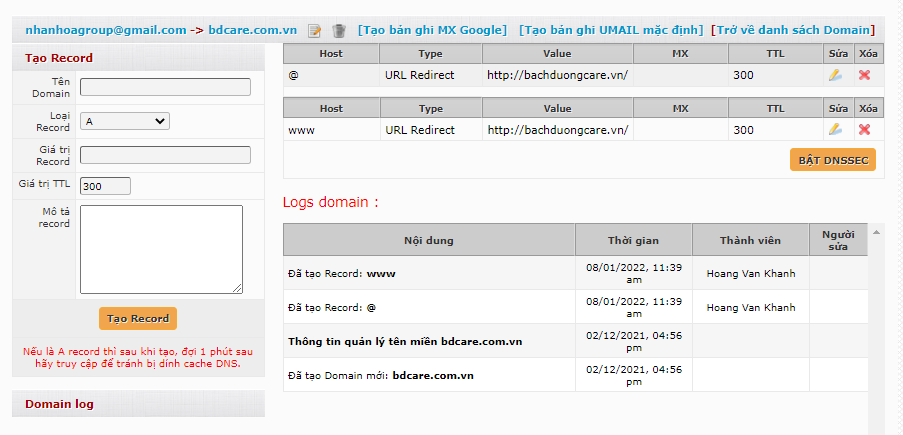 nhanhoagroup@gmail.com -> bdcare.com.vn [Tạo bản ghi MX Google] [Tạo bản ghi UMAIL mặc định] [Trở về danh sách Domain]
Tạo Record
Tên Domain
Loại Record A
Giá trị Record
Giá trị TTL 300
Mô tả record
Tạo Record
Nếu là A record thì sau khi tạo, đợi 1 phút sau
hãy truy cập để tránh bị dính cache DNS.
Domain log
Host Type Value MX TTL Sửa Xóa
@ URL Redirect http://bachduongcare.vn/ 300
Host Type Value MX TTL Sửa Xóa
www URL Redirect http://bachduongcare.vn/ 300
BẬT DNSSEC
Logs domain :
Nội dung Thời gian Thành viên Người sửa
Đã tạo Record: www 08/01/2022, 11:39 am Hoang Van Khanh
Đã tạo Record: @ 08/01/2022, 11:39 am Hoang Van Khanh
Thông tin quản lý tên miền bdcare.com.vn 02/12/2021, 04:56 pm
Đã tạo Domain mới: bdcare.com.vn 02/12/2021, 04:56 pm